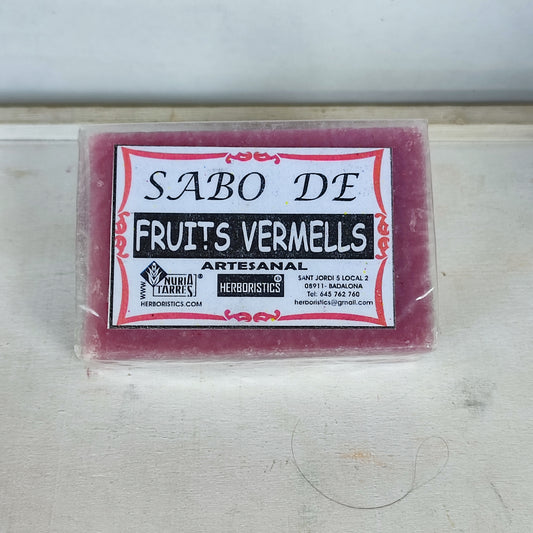 SABO DE
FRUITS VERMELLS
ARTESANAL
WWW NURIA TARRES ®
HERBORISTICS.COM
HERBORISTICS ®
SANT JORDI 5 LOCAL 2
08911- BADALONA
Tel: 645 762 760
herboristics@gmail.com